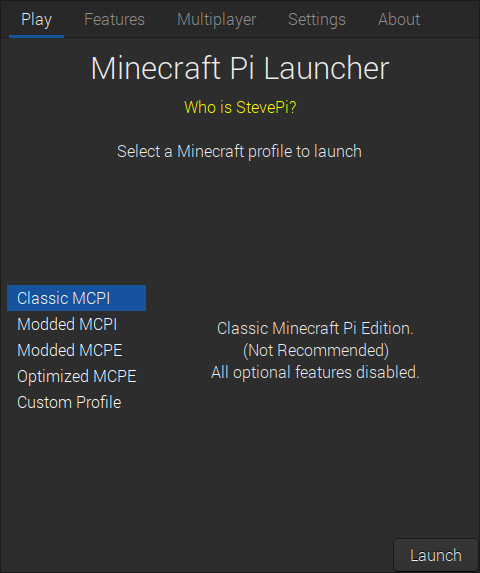 Play Features Multiplayer Settings About
Minecraft Pi Launcher
Who is StevePi?
Select a Minecraft profile to launch
Classic MCPI
Modded MCPI
Modded MCPE
Optimized MCPE
Custom Profile
Classic Minecraft Pi Edition.
(Not Recommended)
All optional features disabled.
Launch